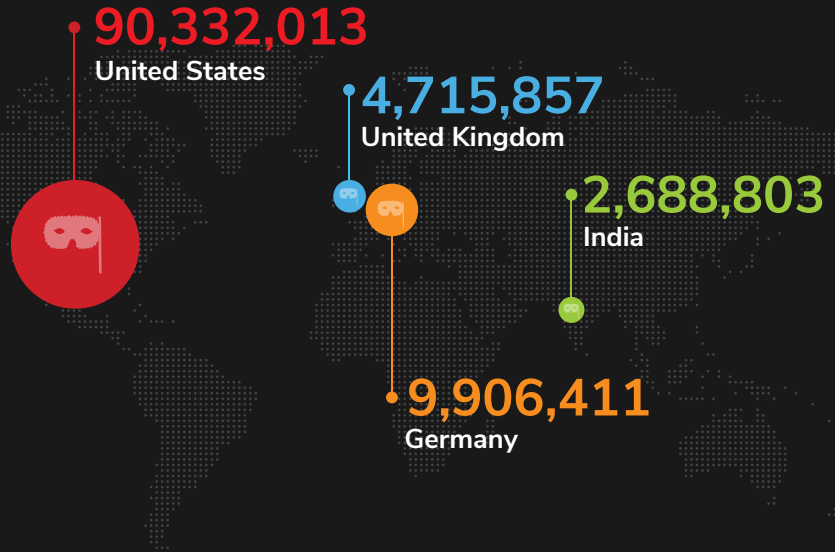 90,332,013
United States
4,715,857
United Kingdom
2,688,803
India
9,906,411
Germany